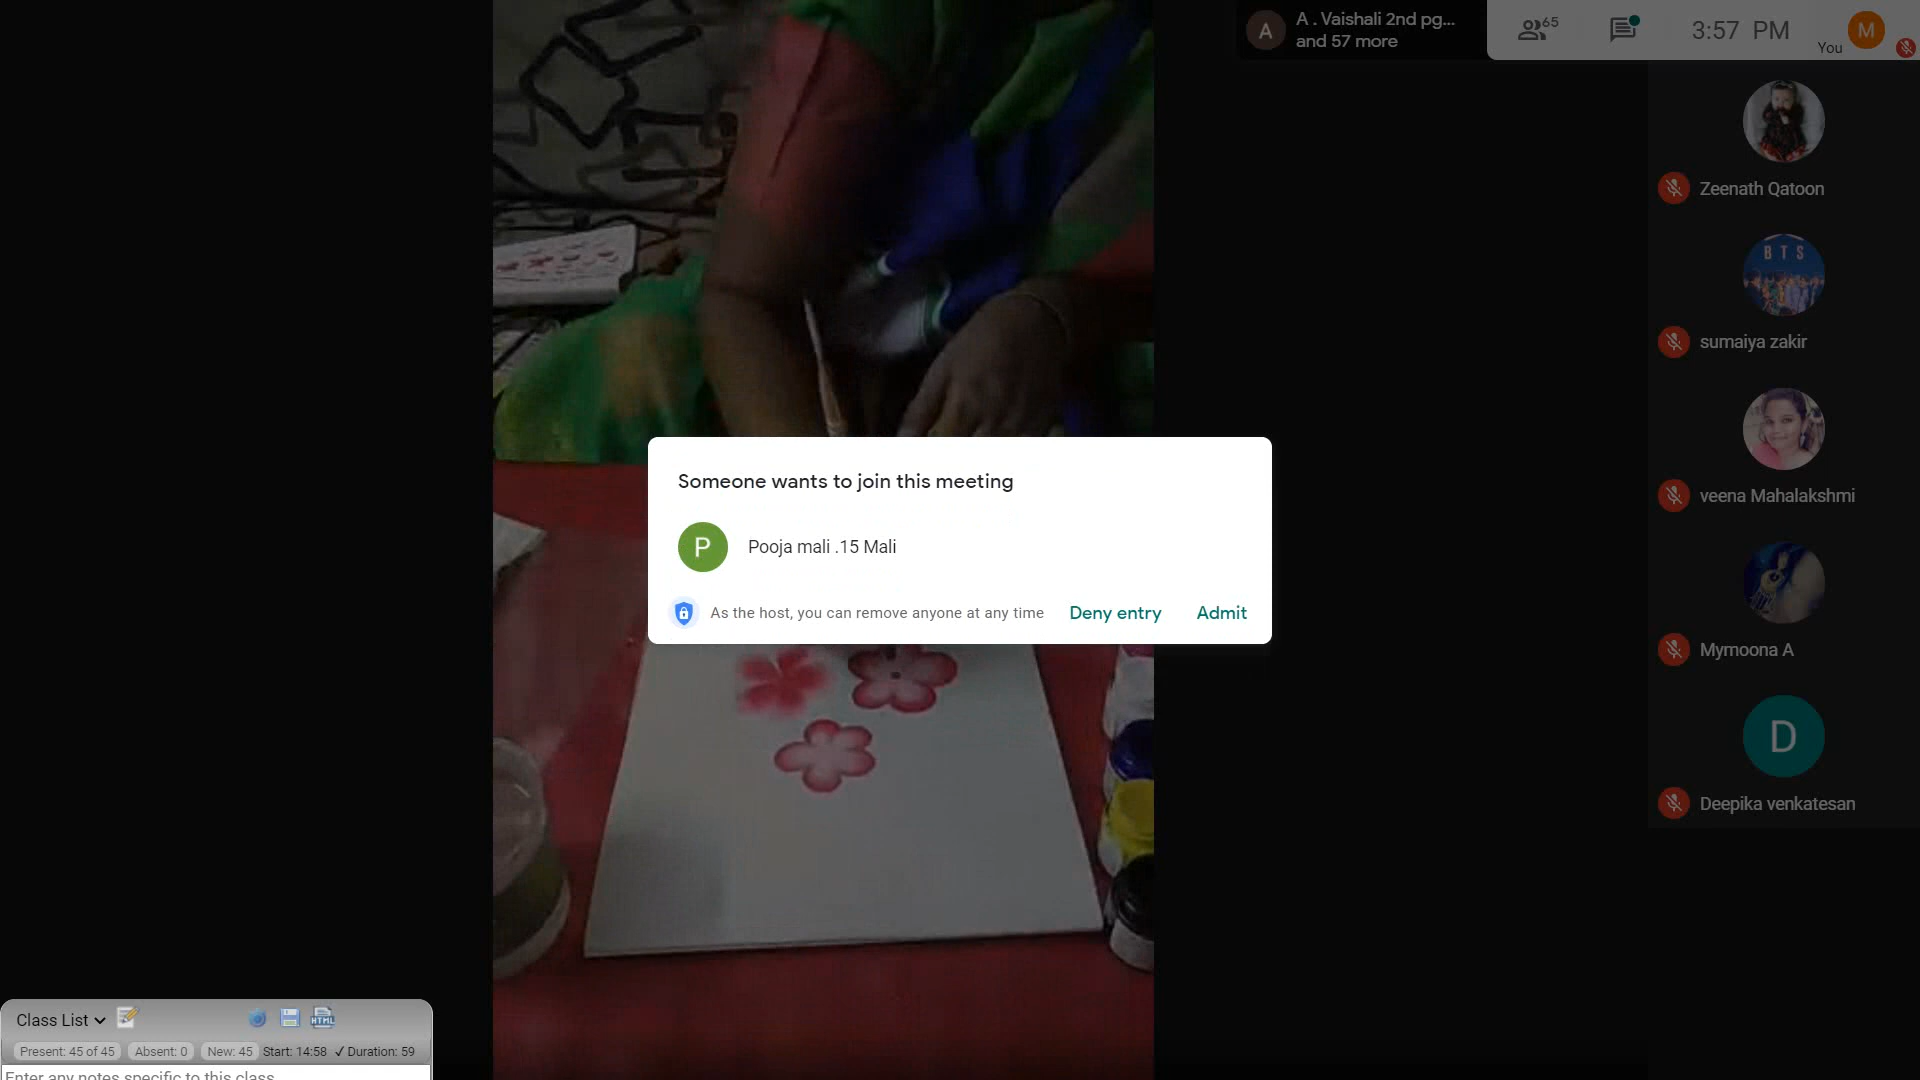 A
A . Vaishali 2nd pg...
and 57 more
65
3:57 PM
You
M
Zeenath Qatoon
BTS
sumaiya zakir
veena Mahalakshmi
Mymoona A
D
Deepika venkatesan
Someone wants to join this meeting
P
Pooja mali .15 Mali
As the host, you can remove anyone at any time
Deny entry
Admit
Class List
HTML
Present: 45 of 45
Absent: 0
New: 45
Start: 14:58
✓ Duration: 59
Enter any notes specific to this class